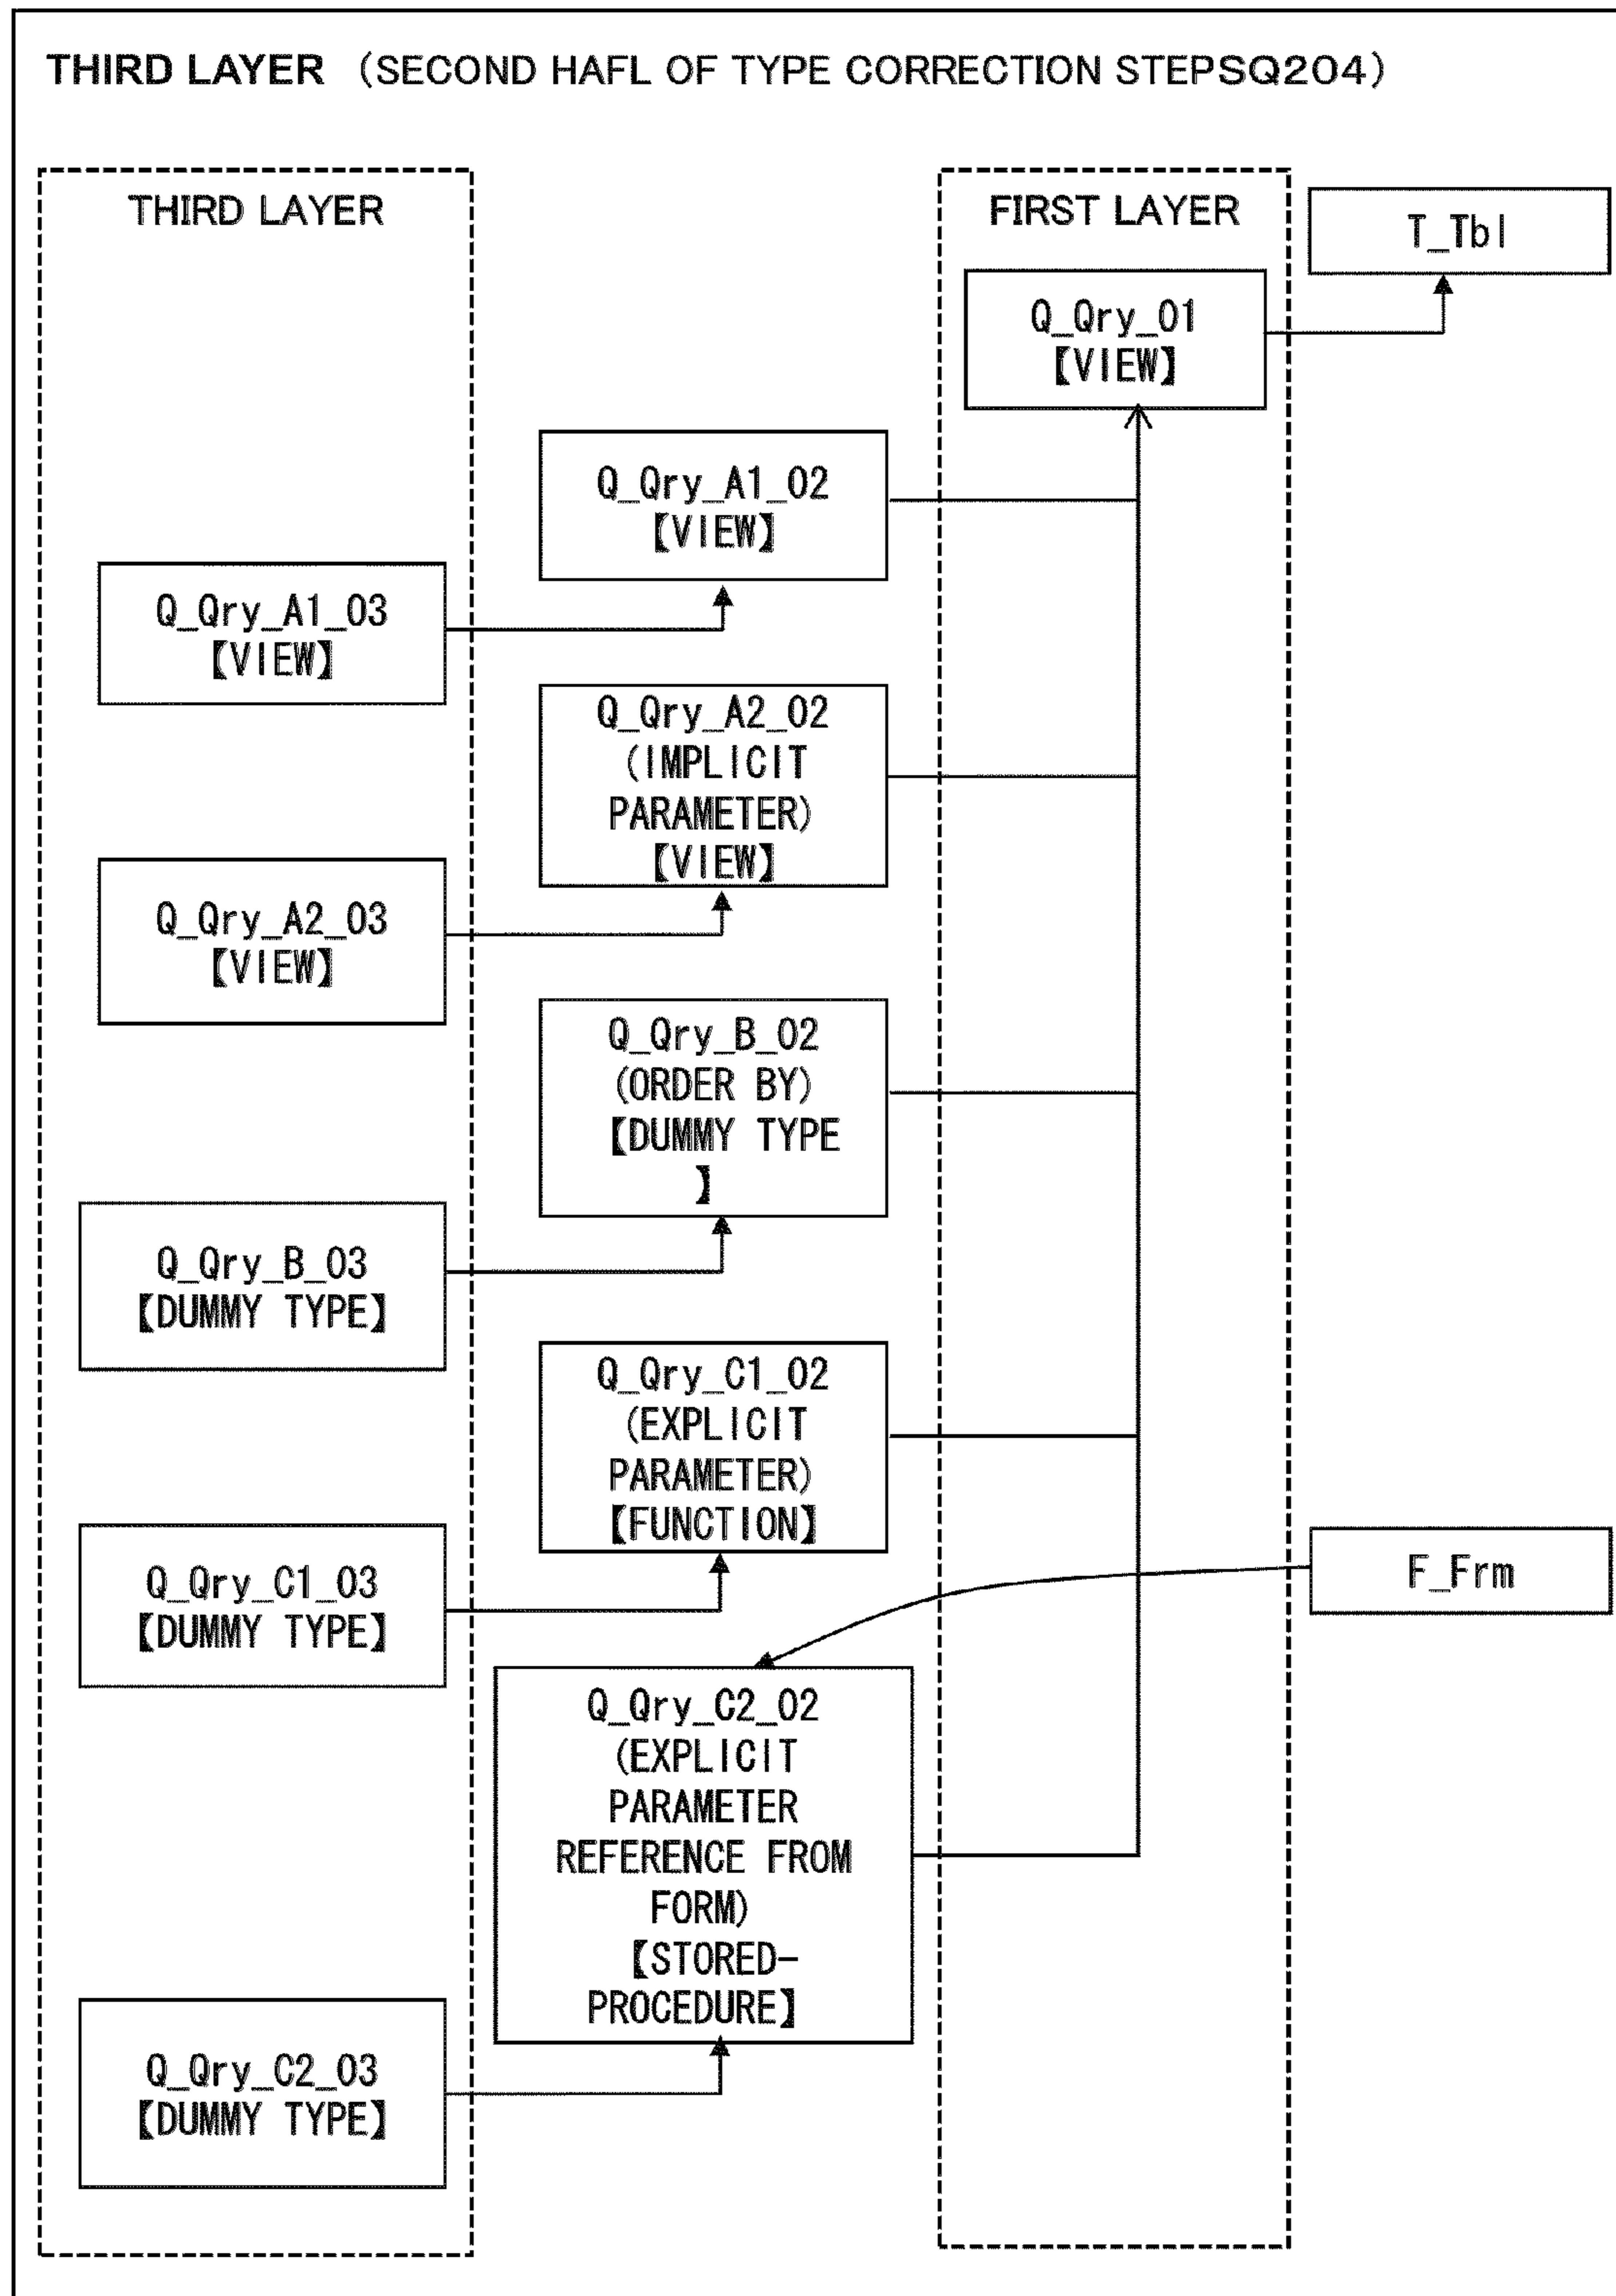 THIRD LAYER (SECOND HAFL OF TYPE CORRECTION STEPSQ204)
THIRD LAYER
FIRST LAYER
T_Tbl
Q_Qry_01
【VIEW】
Q_Qry_A1_02
【VIEW】
Q_Qry_A1_03
【VIEW】
Q_Qry_A2_02
(IMPLICIT
PARAMETER)
【VIEW】
Q_Qry_A2_03
【VIEW】
Q_Qry_B_02
(ORDER BY)
【DUMMY TYPE
】
Q_Qry_B_03
【DUMMY TYPE】
Q_Qry_C1_02
(EXPLICIT
PARAMETER)
【FUNCTION】
Q_Qry_C1_03
【DUMMY TYPE】
F_Frm
Q_Qry_C2_02
(EXPLICIT
PARAMETER
REFERENCE FROM
FORM)
【STORED-
PROCEDURE】
Q_Qry_C2_03
【DUMMY TYPE】